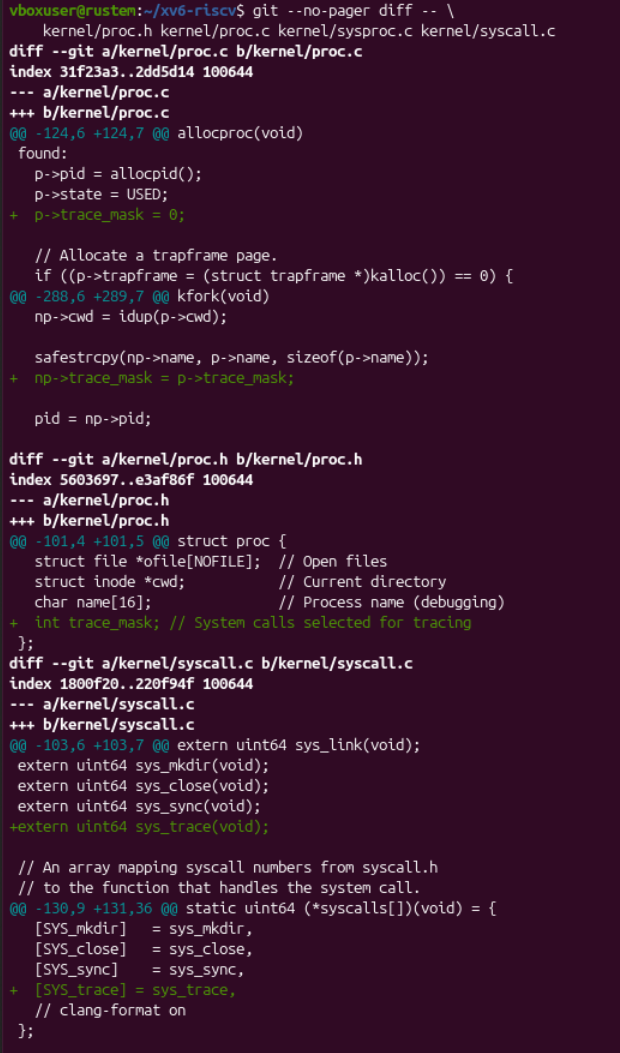 vboxuser@rustem:~/xv6-riscv$ git --no-pager diff -- \
    kernel/proc.h kernel/proc.c kernel/sysproc.c kernel/syscall.c
diff --git a/kernel/proc.c b/kernel/proc.c
index 31f23a3..2dd5d14 100644
--- a/kernel/proc.c
+++ b/kernel/proc.c
@@ -124,6 +124,7 @@ allocproc(void)
 found:
   p->pid = allocpid();
   p->state = USED;
+  p->trace_mask = 0;

   // Allocate a trapframe page.
   if ((p->trapframe = (struct trapframe *)kalloc()) == 0) {
@@ -288,6 +289,7 @@ kfork(void)
   np->cwd = idup(p->cwd);

   safestrcpy(np->name, p->name, sizeof(p->name));
+  np->trace_mask = p->trace_mask;

   pid = np->pid;

diff --git a/kernel/proc.h b/kernel/proc.h
index 5603697..e3af86f 100644
--- a/kernel/proc.h
+++ b/kernel/proc.h
@@ -101,4 +101,5 @@ struct proc {
   struct file *ofile[NOFILE];  // Open files
   struct inode *cwd;           // Current directory
   char name[16];               // Process name (debugging)
+  int trace_mask; // System calls selected for tracing
 };
diff --git a/kernel/syscall.c b/kernel/syscall.c
index 1800f20..220f94f 100644
--- a/kernel/syscall.c
+++ b/kernel/syscall.c
@@ -103,6 +103,7 @@ extern uint64 sys_link(void);
 extern uint64 sys_mkdir(void);
 extern uint64 sys_close(void);
 extern uint64 sys_sync(void);
+extern uint64 sys_trace(void);

 // An array mapping syscall numbers from syscall.h
 // to the function that handles the system call.
@@ -130,9 +131,36 @@ static uint64 (*syscalls[])(void) = {
   [SYS_mkdir]   = sys_mkdir,
   [SYS_close]   = sys_close,
   [SYS_sync]    = sys_sync,
+  [SYS_trace] = sys_trace,
   // clang-format on
 };